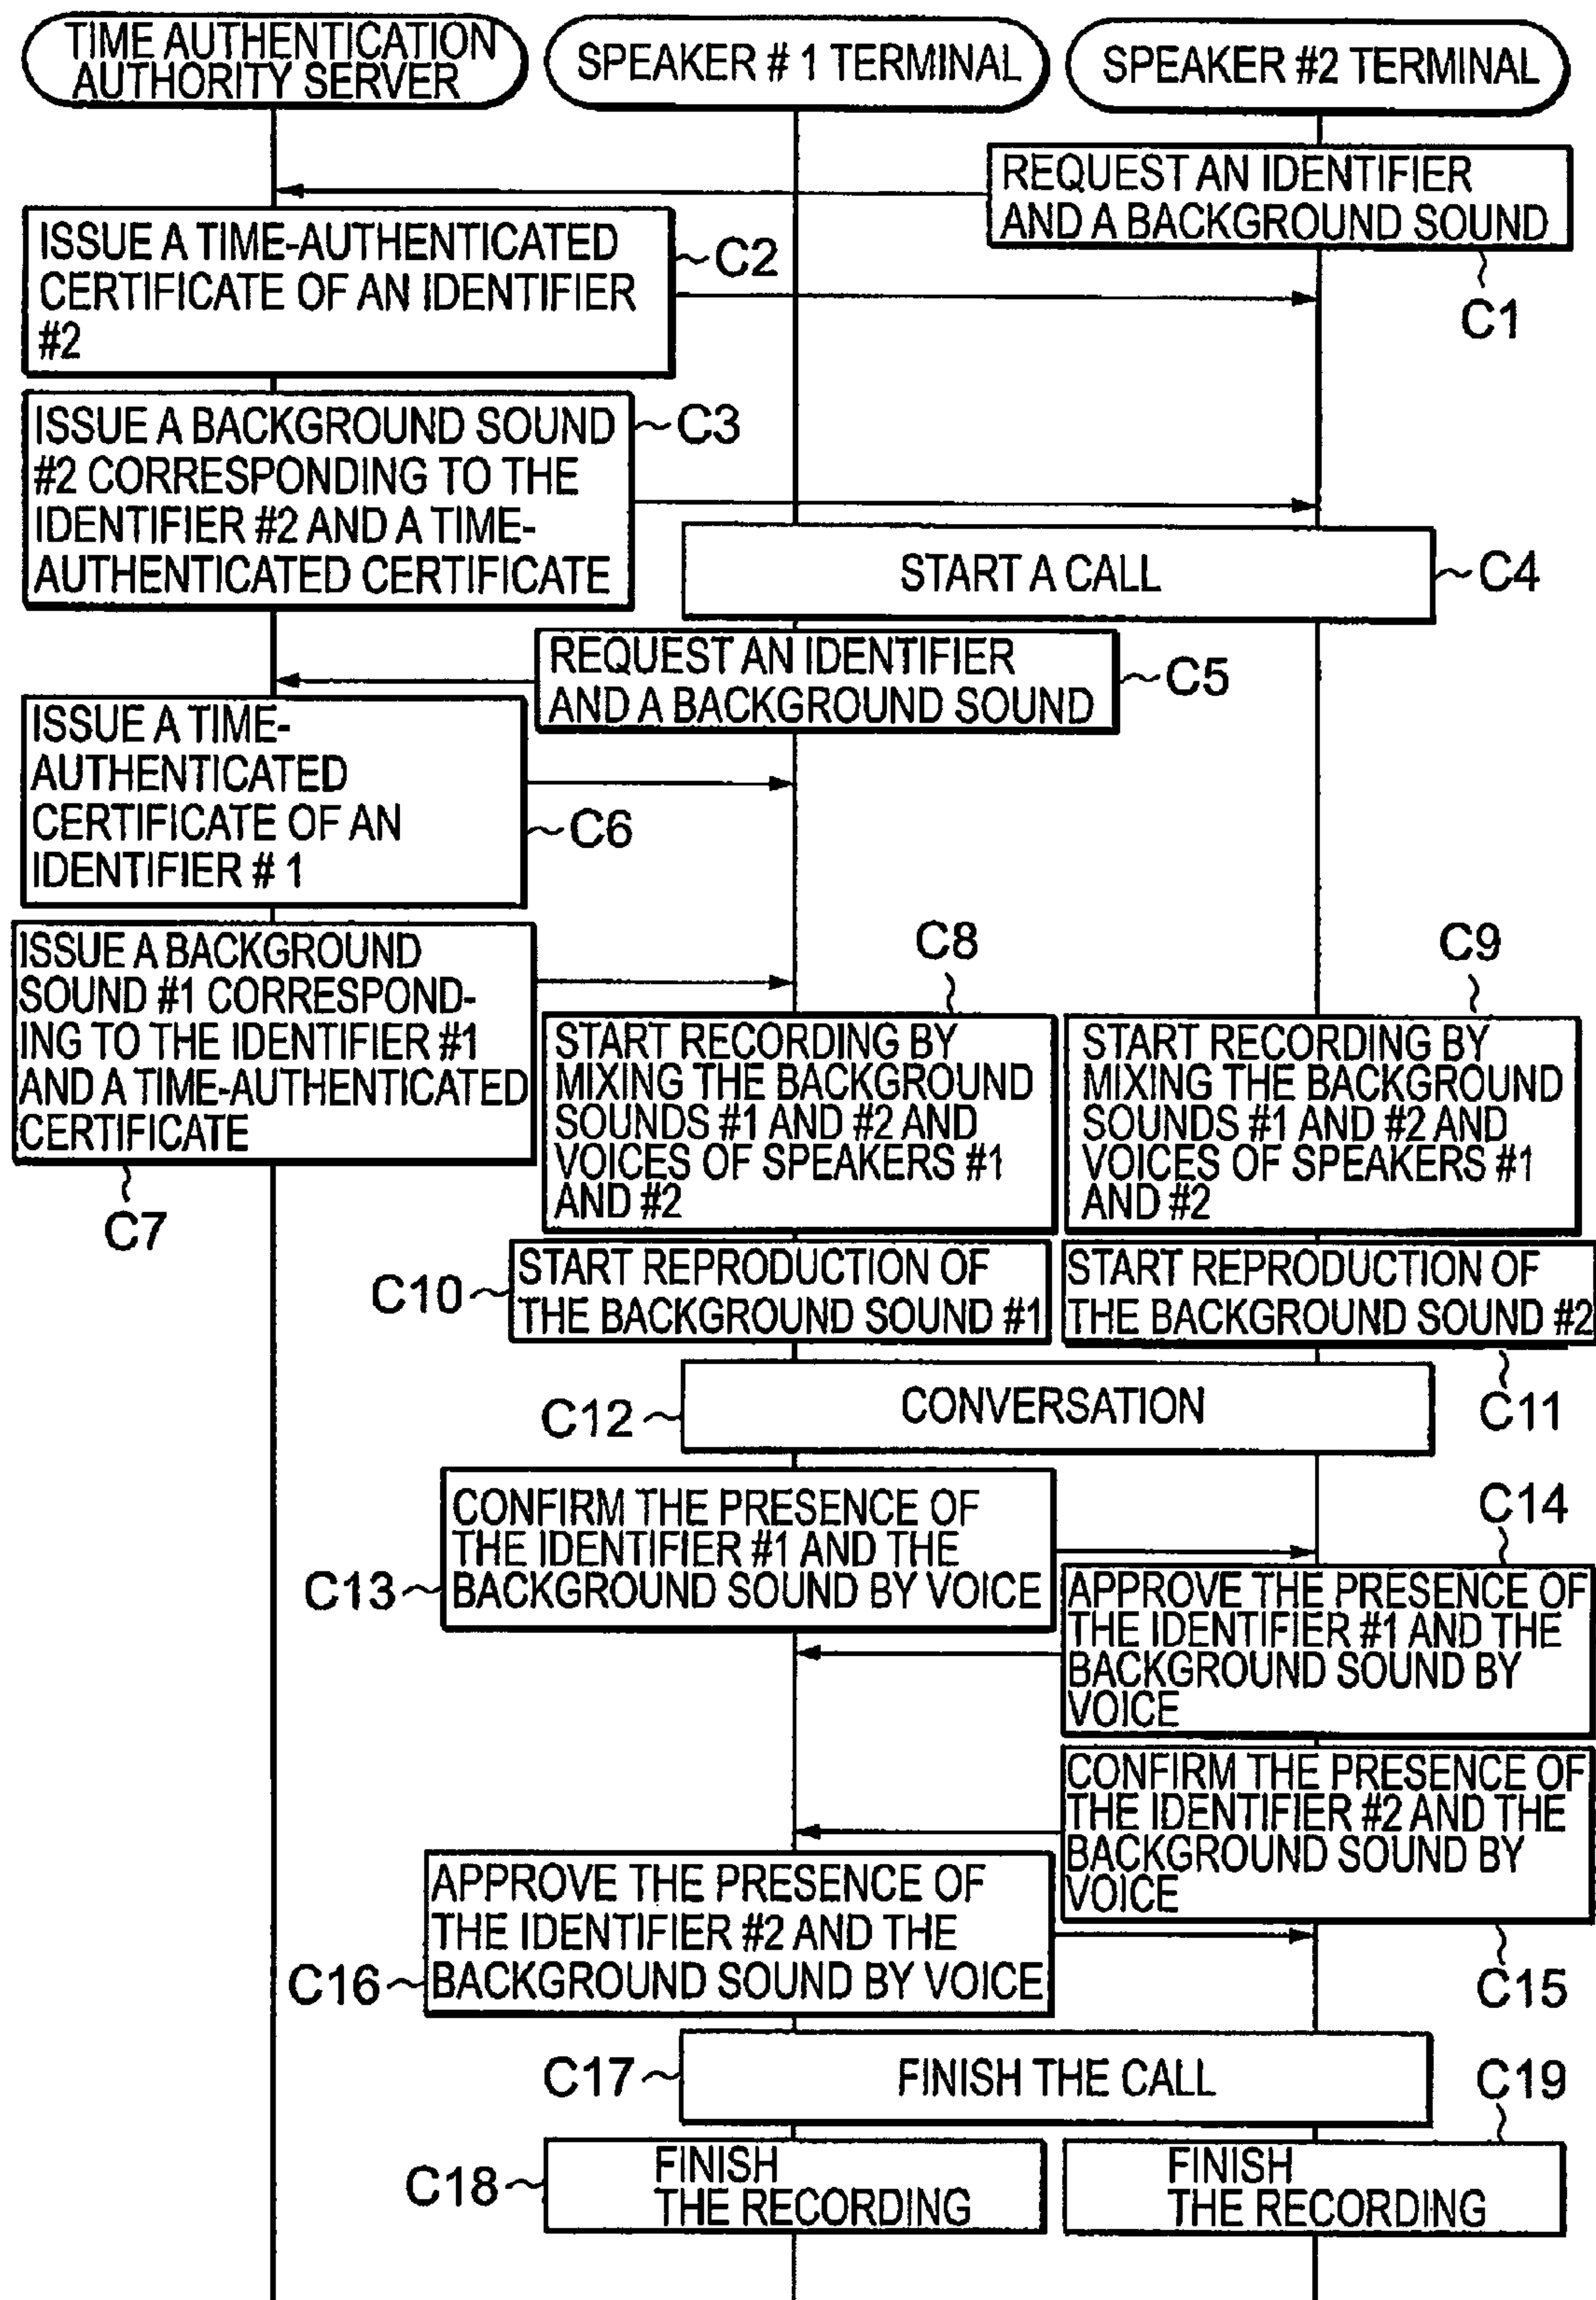 TIME AUTHENTICATION
AUTHORITY SERVER
SPEAKER # 1 TERMINAL
SPEAKER #2 TERMINAL
REQUEST AN IDENTIFIER
AND A BACKGROUND SOUND
C1
ISSUE A TIME-AUTHENTICATED
CERTIFICATE OF AN IDENTIFIER
#2
C2
ISSUE A BACKGROUND SOUND
#2 CORRESPONDING TO THE
IDENTIFIER #2 AND A TIME-
AUTHENTICATED CERTIFICATE
C3
START A CALL
C4
REQUEST AN IDENTIFIER
AND A BACKGROUND SOUND
C5
ISSUE A TIME-
AUTHENTICATED
CERTIFICATE OF AN
IDENTIFIER # 1
C6
ISSUE A BACKGROUND
SOUND #1 CORRESPOND-
ING TO THE IDENTIFIER #1
AND A TIME-AUTHENTICATED
CERTIFICATE
C7
C8
START RECORDING BY
MIXING THE BACKGROUND
SOUNDS #1 AND #2 AND
VOICES OF SPEAKERS #1
AND #2
C9
START RECORDING BY
MIXING THE BACKGROUND
SOUNDS #1 AND #2 AND
VOICES OF SPEAKERS #1
AND #2
C10
START REPRODUCTION OF
THE BACKGROUND SOUND #1
START REPRODUCTION OF
THE BACKGROUND SOUND #2
C11
C12
CONVERSATION
C13
CONFIRM THE PRESENCE OF
THE IDENTIFIER #1 AND THE
BACKGROUND SOUND BY VOICE
C14
APPROVE THE PRESENCE OF
THE IDENTIFIER #1 AND THE
BACKGROUND SOUND BY
VOICE
CONFIRM THE PRESENCE OF
THE IDENTIFIER #2 AND THE
BACKGROUND SOUND BY
VOICE
C15
C16
APPROVE THE PRESENCE OF
THE IDENTIFIER #2 AND THE
BACKGROUND SOUND BY VOICE
C17
FINISH THE CALL
C18
FINISH
THE RECORDING
C19
FINISH
THE RECORDING